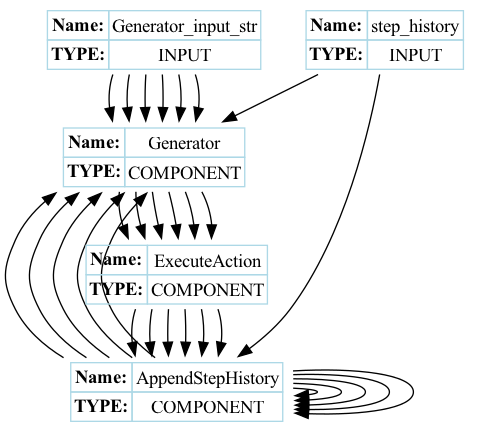 Name: Generator_input_str
TYPE: INPUT
Name: step_history
TYPE: INPUT
Name: Generator
TYPE: COMPONENT
Name: ExecuteAction
TYPE: COMPONENT
Name: AppendStepHistory
TYPE: COMPONENT